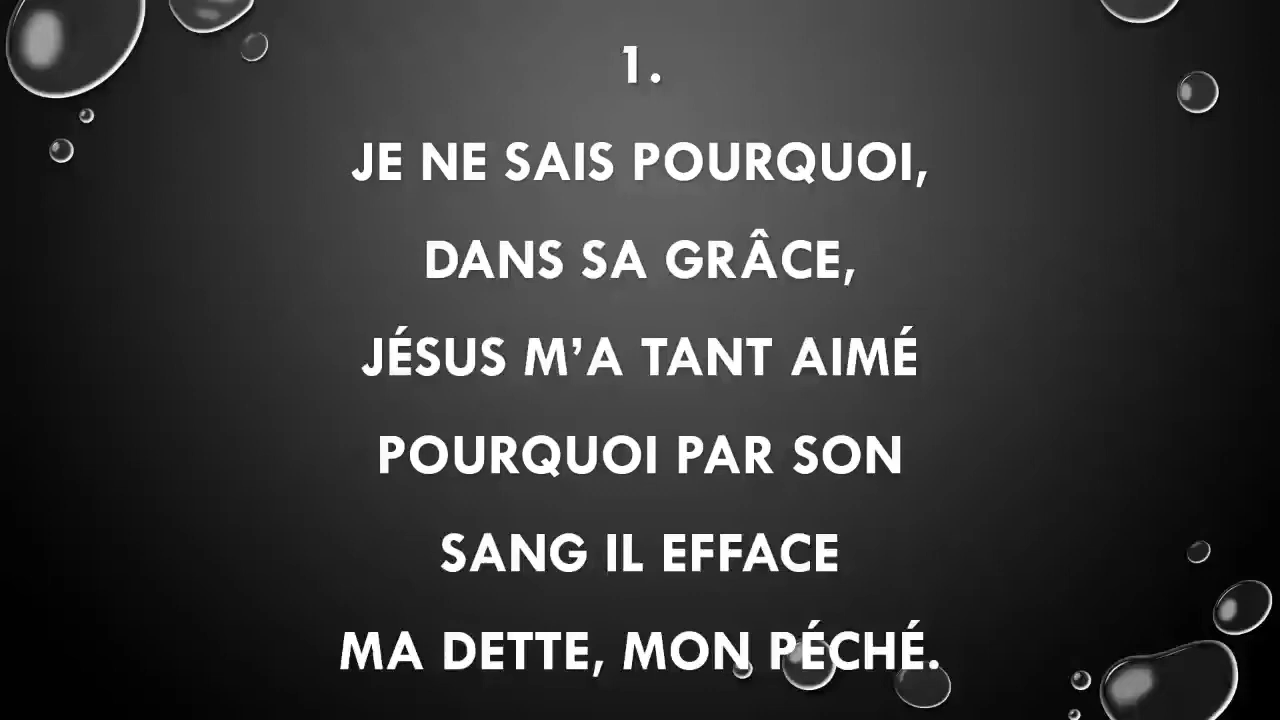 1.
JE NE SAIS POURQUOI,
DANS SA GRÂCE,
JÉSUS M’A TANT AIMÉ
POURQUOI PAR SON
SANG IL EFFACE
MA DETTE, MON PÉCHÉ.